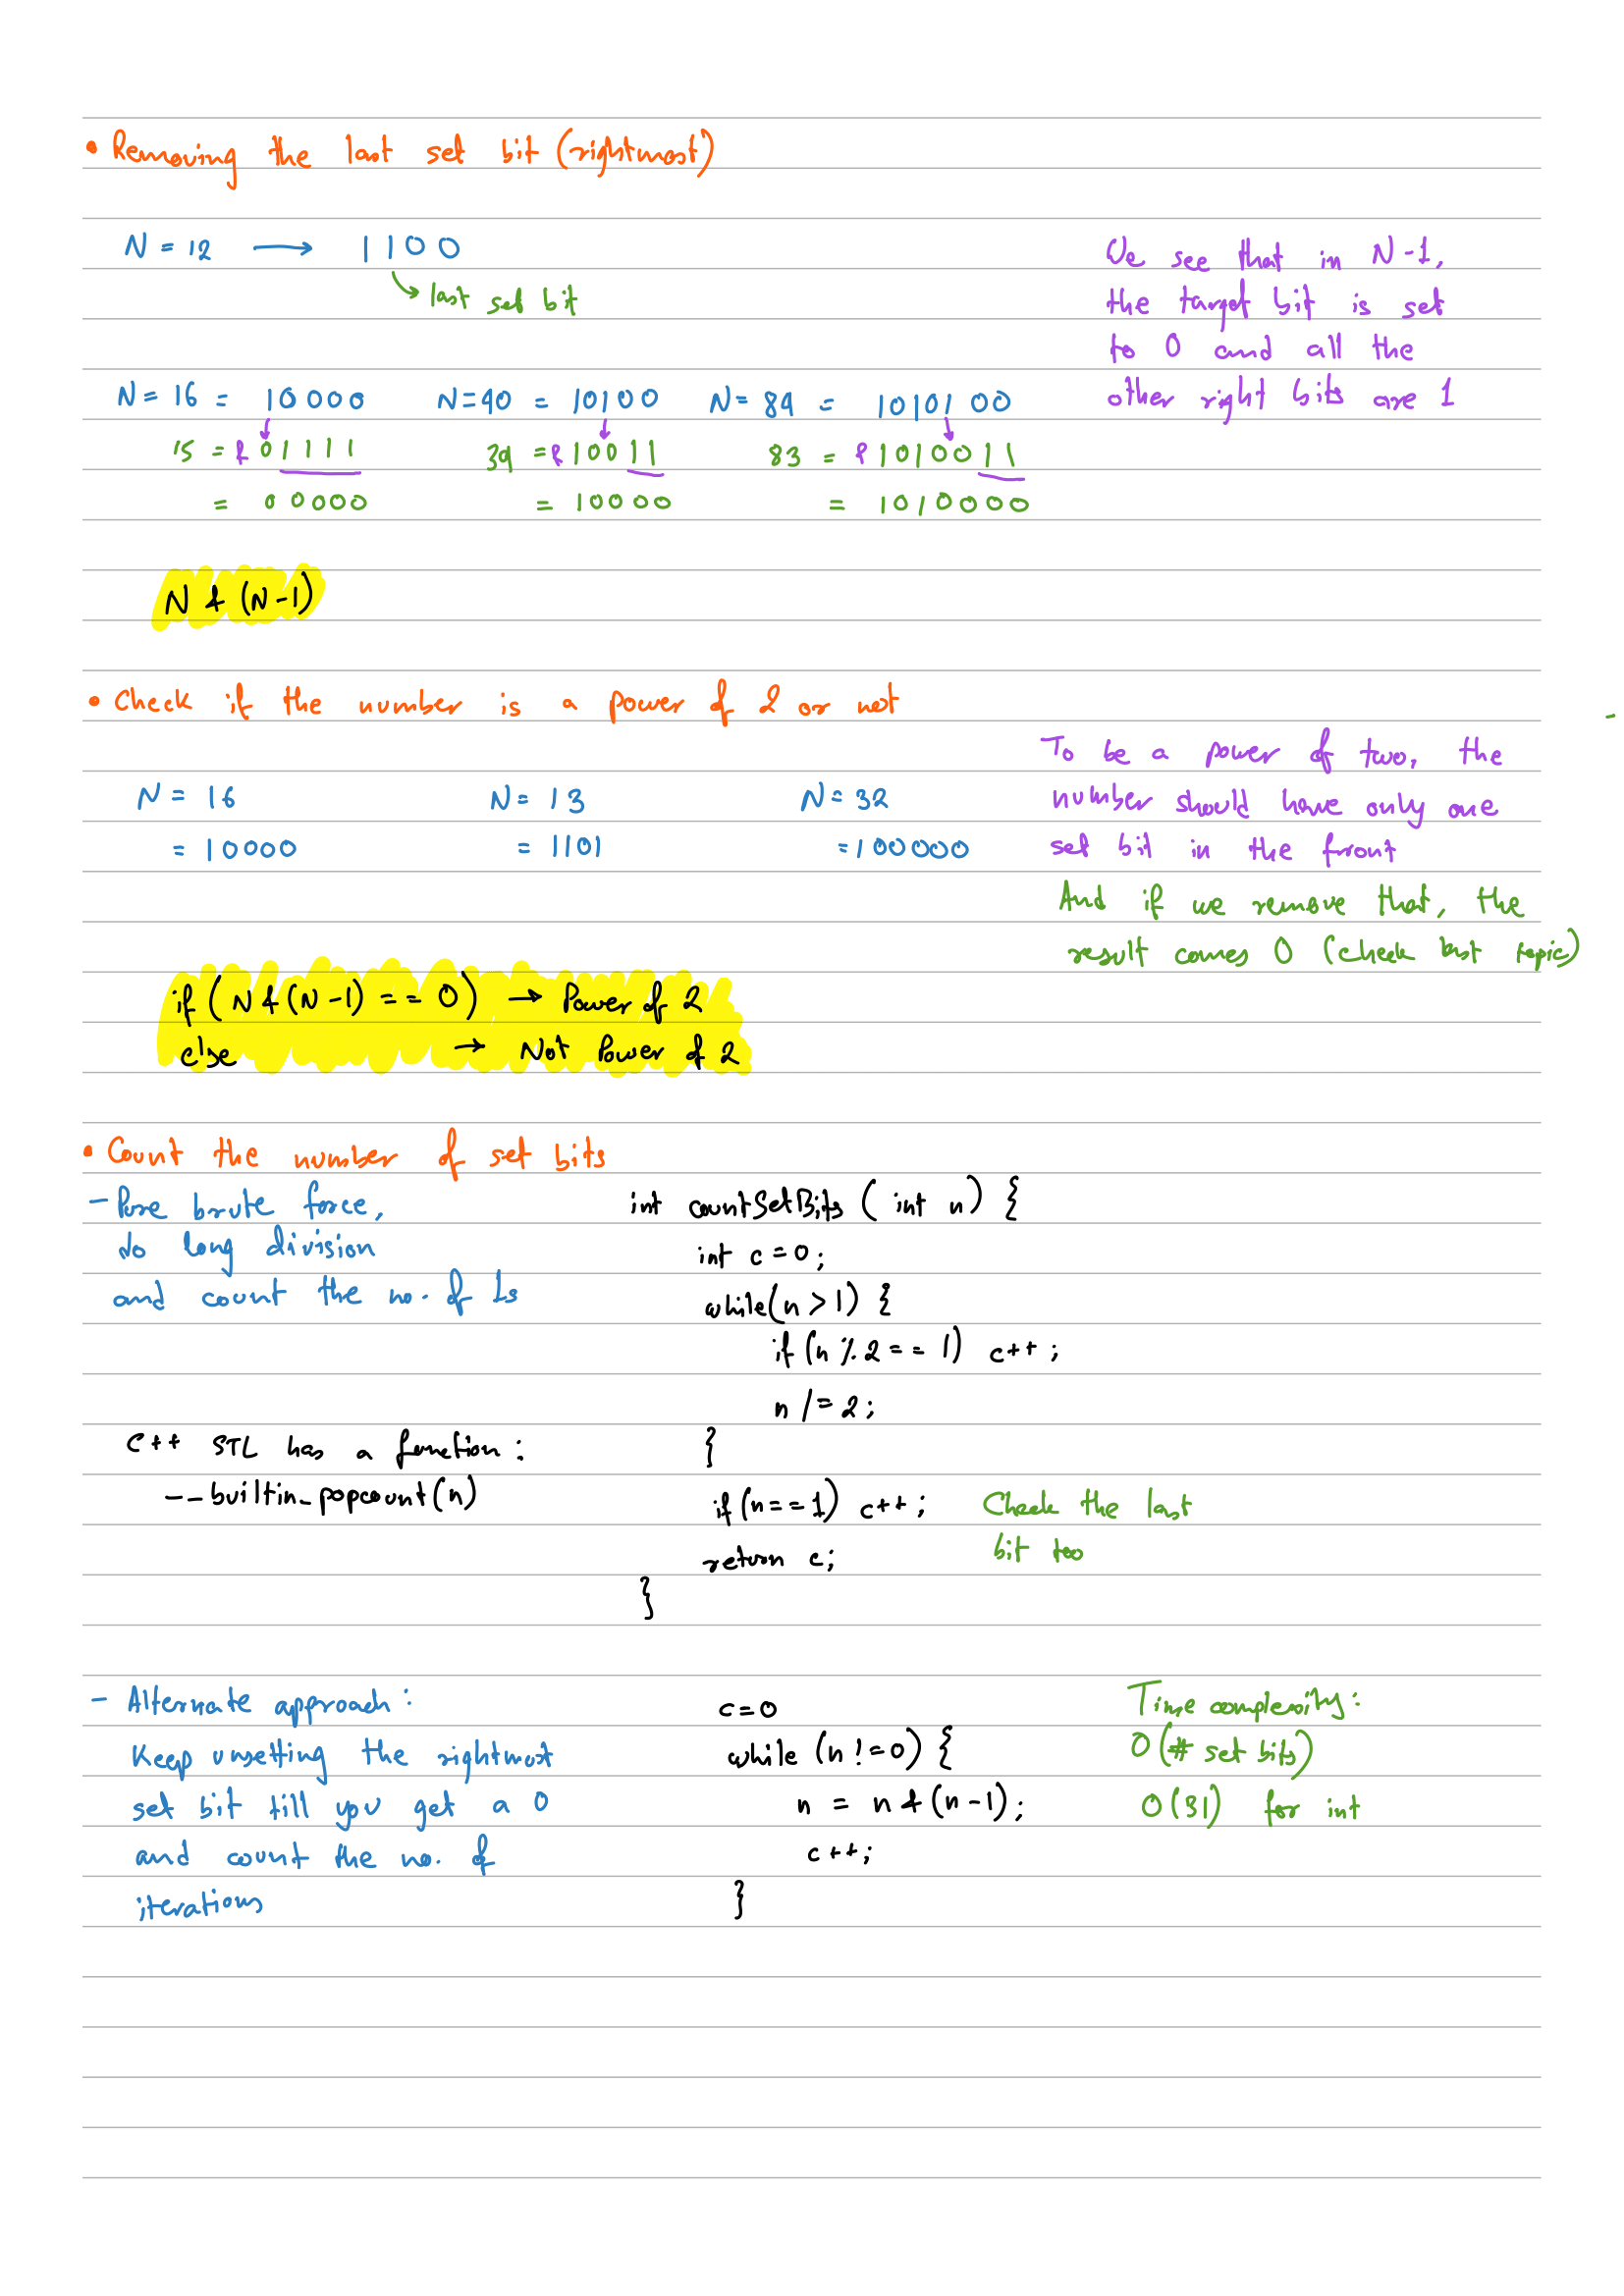 • Removing the last set bit (rightmost)
N = 12 → 1100
last set bit
We see that in N-1,
the target bit is set
to 0 and all the
other right bits are 1
N = 16 = 10000 N = 40 = 10100 N = 84 = 1010100
15 = & 01111 39 = & 10011 83 = & 1010011
= 00000 = 10000 = 1010000
N & (N-1)
• Check if the number is a power of 2 or not
To be a power of two, the
number should have only one
set bit in the front
And if we remove that, the
result comes 0 (check last topic)
N = 16 N = 13 N = 32
= 10000 = 1101 = 100000
if (N & (N-1) == 0) → Power of 2
else → Not Power of 2
• Count the number of set bits
- Pure brute force,
do long division
and count the no. of 1s
int countSetBits (int n) {
int c = 0;
while(n > 1) {
if (n % 2 == 1) c++;
n /= 2;
}
if (n == 1) c++; Check the last
bit too
return c;
}
C++ STL has a function:
__builtin_popcount(n)
- Alternate approach:
Keep unsetting the rightmost
set bit till you get a 0
and count the no. of
iterations
c=0
while (n != 0) {
n = n & (n-1);
c++;
}
Time complexity:
O(# set bits)
O(31) for int